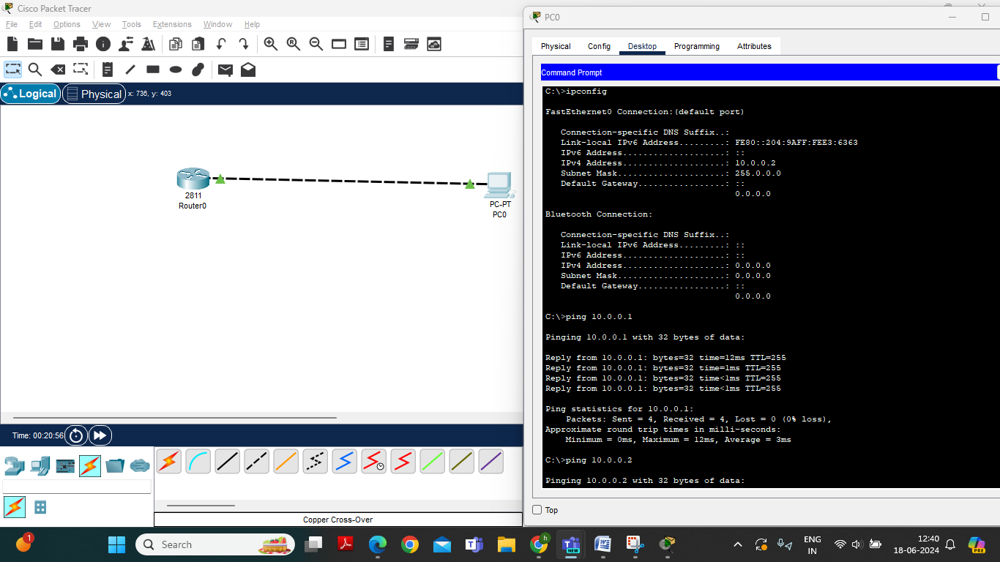 Cisco Packet Tracer
File Edit Options View Tools Extensions Window Help
Logical Physical x: 736, y: 403
2811
Router0
PC-PT
PC0
Time: 00:20:56
Copper Cross-Over
PC0
Physical Config Desktop Programming Attributes
Command Prompt
C:\>ipconfig
FastEthernet0 Connection:(default port)
Connection-specific DNS Suffix..:
Link-local IPv6 Address.........: FE80::204:9AFF:FEE3:6363
IPv6 Address....................: ::
IPv4 Address....................: 10.0.0.2
Subnet Mask.....................: 255.0.0.0
Default Gateway.................: ::
0.0.0.0
Bluetooth Connection:
Connection-specific DNS Suffix..:
Link-local IPv6 Address.........: ::
IPv6 Address....................: ::
IPv4 Address....................: 0.0.0.0
Subnet Mask.....................: 0.0.0.0
Default Gateway.................: ::
0.0.0.0
C:\>ping 10.0.0.1
Pinging 10.0.0.1 with 32 bytes of data:
Reply from 10.0.0.1: bytes=32 time=12ms TTL=255
Reply from 10.0.0.1: bytes=32 time=1ms TTL=255
Reply from 10.0.0.1: bytes=32 time<1ms TTL=255
Reply from 10.0.0.1: bytes=32 time<1ms TTL=255
Ping statistics for 10.0.0.1:
Packets: Sent = 4, Received = 4, Lost = 0 (0% loss),
Approximate round trip times in milli-seconds:
Minimum = 0ms, Maximum = 12ms, Average = 3ms
C:\>ping 10.0.0.2
Pinging 10.0.0.2 with 32 bytes of data:
Top
1
Search
h
NEW
ENG
IN
12:40
18-06-2024
PRE